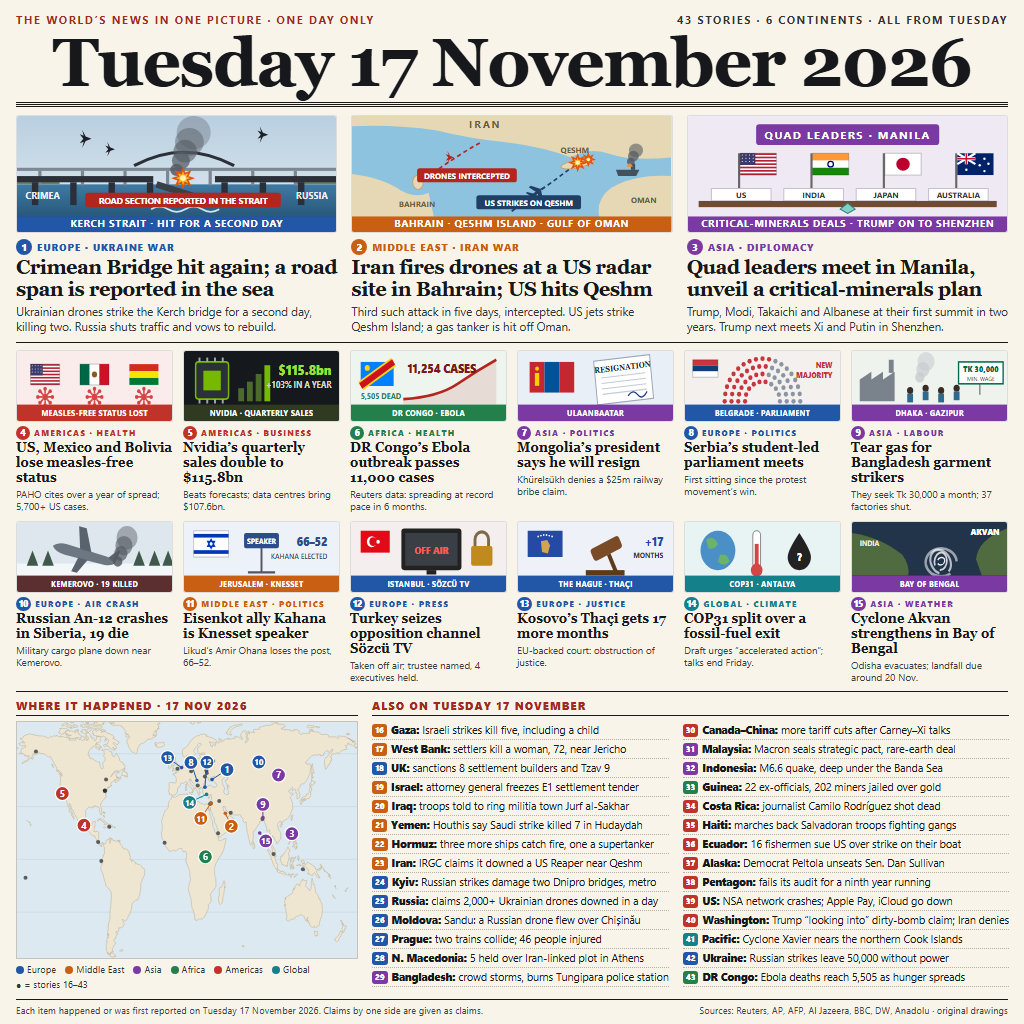 THE WORLD'S NEWS IN ONE PICTURE · ONE DAY ONLY
43 STORIES · 6 CONTINENTS · ALL FROM TUESDAY
Tuesday 17 November 2026
CRIMEA
RUSSIA
ROAD SECTION REPORTED IN THE STRAIT
KERCH STRAIT · HIT FOR A SECOND DAY
1 EUROPE · UKRAINE WAR
Crimean Bridge hit again; a road
span is reported in the sea
Ukrainian drones strike the Kerch bridge for a second day,
killing two. Russia shuts traffic and vows to rebuild.
IRAN
QESHM
DRONES INTERCEPTED
US STRIKES ON QESHM
BAHRAIN
OMAN
BAHRAIN · QESHM ISLAND · GULF OF OMAN
2 MIDDLE EAST · IRAN WAR
Iran fires drones at a US radar
site in Bahrain; US hits Qeshm
Third such attack in five days, intercepted. US jets strike
Qeshm Island; a gas tanker is hit off Oman.
QUAD LEADERS · MANILA
US
INDIA
JAPAN
AUSTRALIA
CRITICAL-MINERALS DEALS · TRUMP ON TO SHENZHEN
3 ASIA · DIPLOMACY
Quad leaders meet in Manila,
unveil a critical-minerals plan
Trump, Modi, Takaichi and Albanese at their first summit in two
years. Trump next meets Xi and Putin in Shenzhen.
MEASLES-FREE STATUS LOST
4 AMERICAS · HEALTH
US, Mexico and Bolivia
lose measles-free
status
PAHO cites over a year of spread;
5,700+ US cases.
$115.8bn
+103% IN A YEAR
NVIDIA · QUARTERLY SALES
5 AMERICAS · BUSINESS
Nvidia's quarterly
sales double to
$115.8bn
Beats forecasts; data centres bring
$107.6bn.
11,254 CASES
5,505 DEAD
DR CONGO · EBOLA
6 AFRICA · HEALTH
DR Congo's Ebola
outbreak passes
11,000 cases
Reuters data: spreading at record
pace in 6 months.
RESIGNATION
ULAANBAATAR
7 ASIA · POLITICS
Mongolia's president
says he will resign
Khürelsükh denies a $25m railway
bribe claim.
NEW
MAJORITY
BELGRADE · PARLIAMENT
8 EUROPE · POLITICS
Serbia's student-led
parliament meets
First sitting since the protest
movement's win.
TK 30,000
MIN. WAGE
DHAKA · GAZIPUR
9 ASIA · LABOUR
Tear gas for
Bangladesh garment
strikers
They seek Tk 30,000 a month; 37
factories shut.
KEMEROVO · 19 KILLED
10 EUROPE · AIR CRASH
Russian An-12 crashes
in Siberia, 19 die
Military cargo plane down near
Kemerovo.
SPEAKER
66–52
KAHANA ELECTED
JERUSALEM · KNESSET
11 MIDDLE EAST · POLITICS
Eisenkot ally Kahana
is Knesset speaker
Likud's Amir Ohana loses the post,
66–52.
OFF AIR
ISTANBUL · SÖZCÜ TV
12 EUROPE · PRESS
Turkey seizes
opposition channel
Sözcü TV
Taken off air; trustee named, 4
executives held.
+17
MONTHS
THE HAGUE · THAÇI
13 EUROPE · JUSTICE
Kosovo's Thaçi gets 17
more months
EU-backed court: obstruction of
justice.
?
COP31 · ANTALYA
14 GLOBAL · CLIMATE
COP31 split over a
fossil-fuel exit
Draft urges "accelerated action";
talks end Friday.
AKVAN
INDIA
BAY OF BENGAL
15 ASIA · WEATHER
Cyclone Akvan
strengthens in Bay of
Bengal
Odisha evacuates; landfall due
around 20 Nov.
WHERE IT HAPPENED · 17 NOV 2026
13 8 12 1 10 7
5 14 9
4 11 2 3
15
6
Europe Middle East Asia Africa Americas Global
● = stories 16–43
ALSO ON TUESDAY 17 NOVEMBER
16 Gaza: Israeli strikes kill five, including a child
17 West Bank: settlers kill a woman, 72, near Jericho
18 UK: sanctions 8 settlement builders and Tzav 9
19 Israel: attorney general freezes E1 settlement tender
20 Iraq: troops told to ring militia town Jurf al-Sakhar
21 Yemen: Houthis say Saudi strike killed 7 in Hudaydah
22 Hormuz: three more ships catch fire, one a supertanker
23 Iran: IRGC claims it downed a US Reaper near Qeshm
24 Kyiv: Russian strikes damage two Dnipro bridges, metro
25 Russia: claims 2,000+ Ukrainian drones downed in a day
26 Moldova: Sandu: a Russian drone flew over Chișinău
27 Prague: two trains collide; 46 people injured
28 N. Macedonia: 5 held over Iran-linked plot in Athens
29 Bangladesh: crowd storms, burns Tungipara police station
30 Canada–China: more tariff cuts after Carney–Xi talks
31 Malaysia: Macron seals strategic pact, rare-earth deal
32 Indonesia: M6.6 quake, deep under the Banda Sea
33 Guinea: 22 ex-officials, 202 miners jailed over gold
34 Costa Rica: journalist Camilo Rodríguez shot dead
35 Haiti: marches back Salvadoran troops fighting gangs
36 Ecuador: 16 fishermen sue US over strike on their boat
37 Alaska: Democrat Peltola unseats Sen. Dan Sullivan
38 Pentagon: fails its audit for a ninth year running
39 US: NSA network crashes; Apple Pay, iCloud go down
40 Washington: Trump "looking into" dirty-bomb claim; Iran denies
41 Pacific: Cyclone Xavier nears the northern Cook Islands
42 Ukraine: Russian strikes leave 50,000 without power
43 DR Congo: Ebola deaths reach 5,505 as hunger spreads
Each item happened or was first reported on Tuesday 17 November 2026. Claims by one side are given as claims.
Sources: Reuters, AP, AFP, Al Jazeera, BBC, DW, Anadolu · original drawings